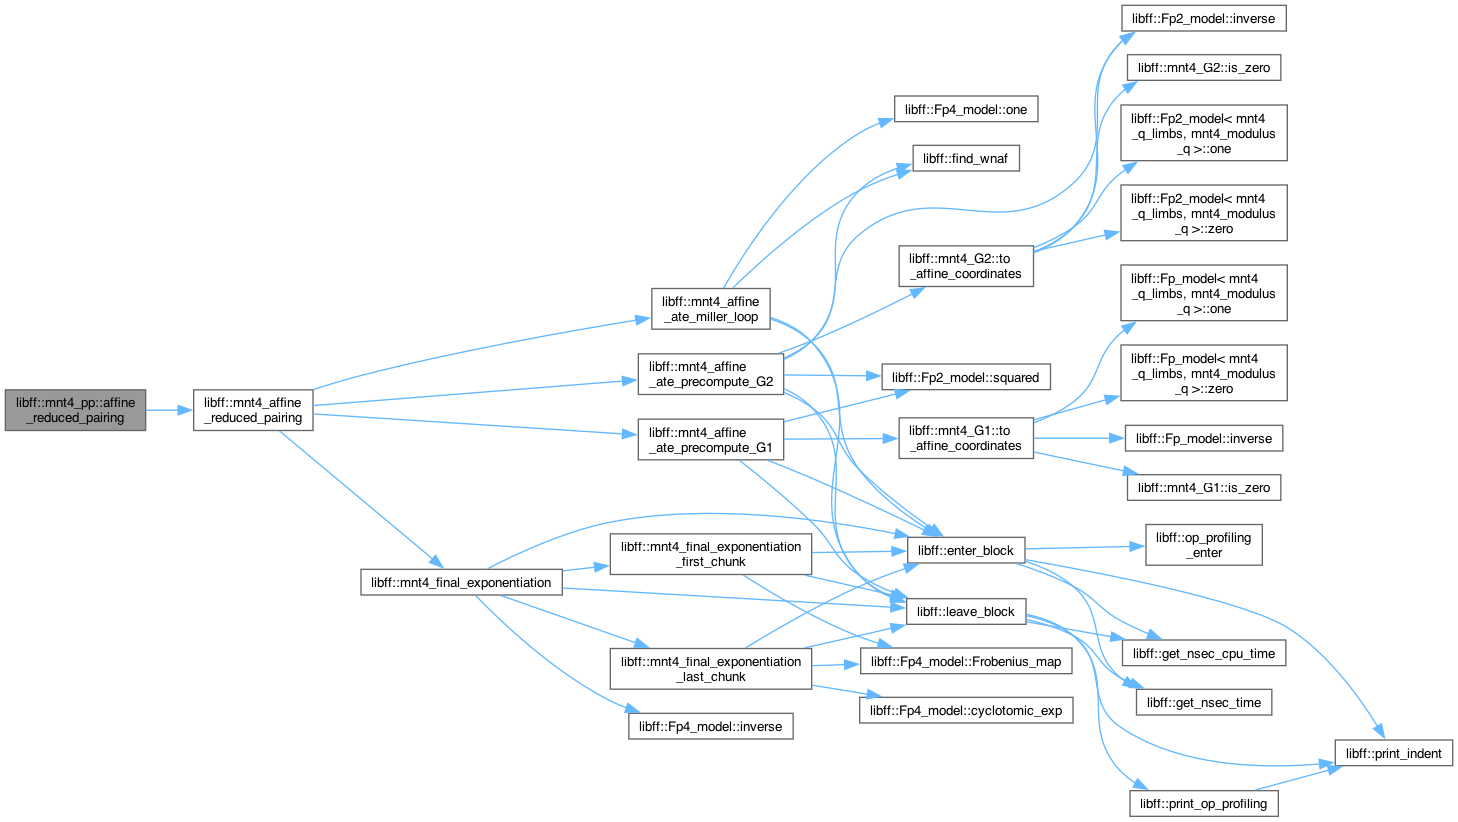 libff::mnt4_pp::affine
_reduced_pairing
libff::mnt4_affine
_reduced_pairing
libff::mnt4_affine
_ate_miller_loop
libff::mnt4_affine
_ate_precompute_G2
libff::mnt4_affine
_ate_precompute_G1
libff::mnt4_final_exponentiation
libff::mnt4_final_exponentiation
_first_chunk
libff::mnt4_final_exponentiation
_last_chunk
libff::Fp4_model::inverse
libff::Fp4_model::one
libff::find_wnaf
libff::mnt4_G2::to
_affine_coordinates
libff::Fp2_model::squared
libff::mnt4_G1::to
_affine_coordinates
libff::enter_block
libff::leave_block
libff::Fp4_model::Frobenius_map
libff::Fp4_model::cyclotomic_exp
libff::Fp2_model::inverse
libff::mnt4_G2::is_zero
libff::Fp2_model< mnt4
_q_limbs, mnt4_modulus
_q >::one
libff::Fp2_model< mnt4
_q_limbs, mnt4_modulus
_q >::zero
libff::Fp_model< mnt4
_q_limbs, mnt4_modulus
_q >::one
libff::Fp_model< mnt4
_q_limbs, mnt4_modulus
_q >::zero
libff::Fp_model::inverse
libff::mnt4_G1::is_zero
libff::op_profiling
_enter
libff::get_nsec_cpu_time
libff::get_nsec_time
libff::print_indent
libff::print_op_profiling